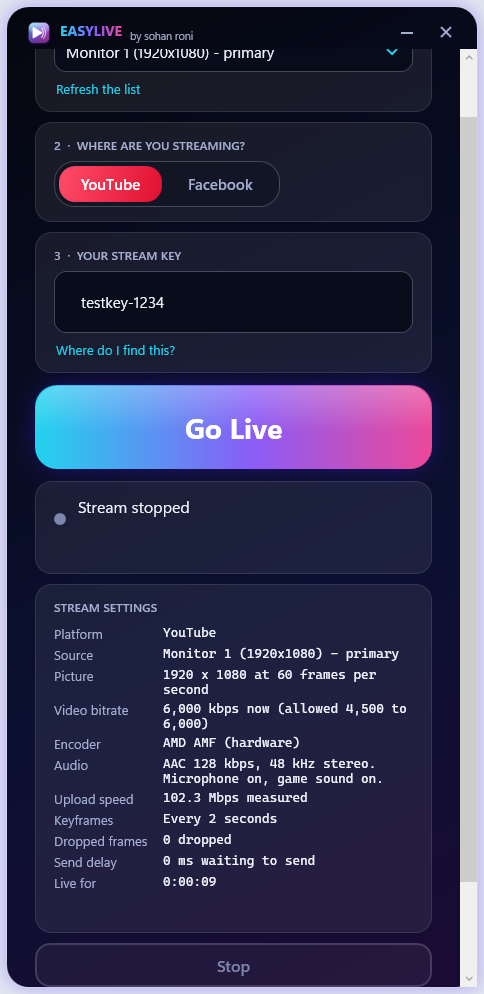 EASYLIVE by sohan roni
Monitor 1 (1920x1080) - primary
Refresh the list
2 · WHERE ARE YOU STREAMING?
YouTube Facebook
3 · YOUR STREAM KEY
testkey-1234
Where do I find this?
Go Live
Stream stopped
STREAM SETTINGS
Platform YouTube
Source Monitor 1 (1920x1080) - primary
Picture 1920 x 1080 at 60 frames per
second
Video bitrate 6,000 kbps now (allowed 4,500 to
6,000)
Encoder AMD AMF (hardware)
Audio AAC 128 kbps, 48 kHz stereo.
Microphone on, game sound on.
Upload speed 102.3 Mbps measured
Keyframes Every 2 seconds
Dropped frames 0 dropped
Send delay 0 ms waiting to send
Live for 0:00:09
Stop